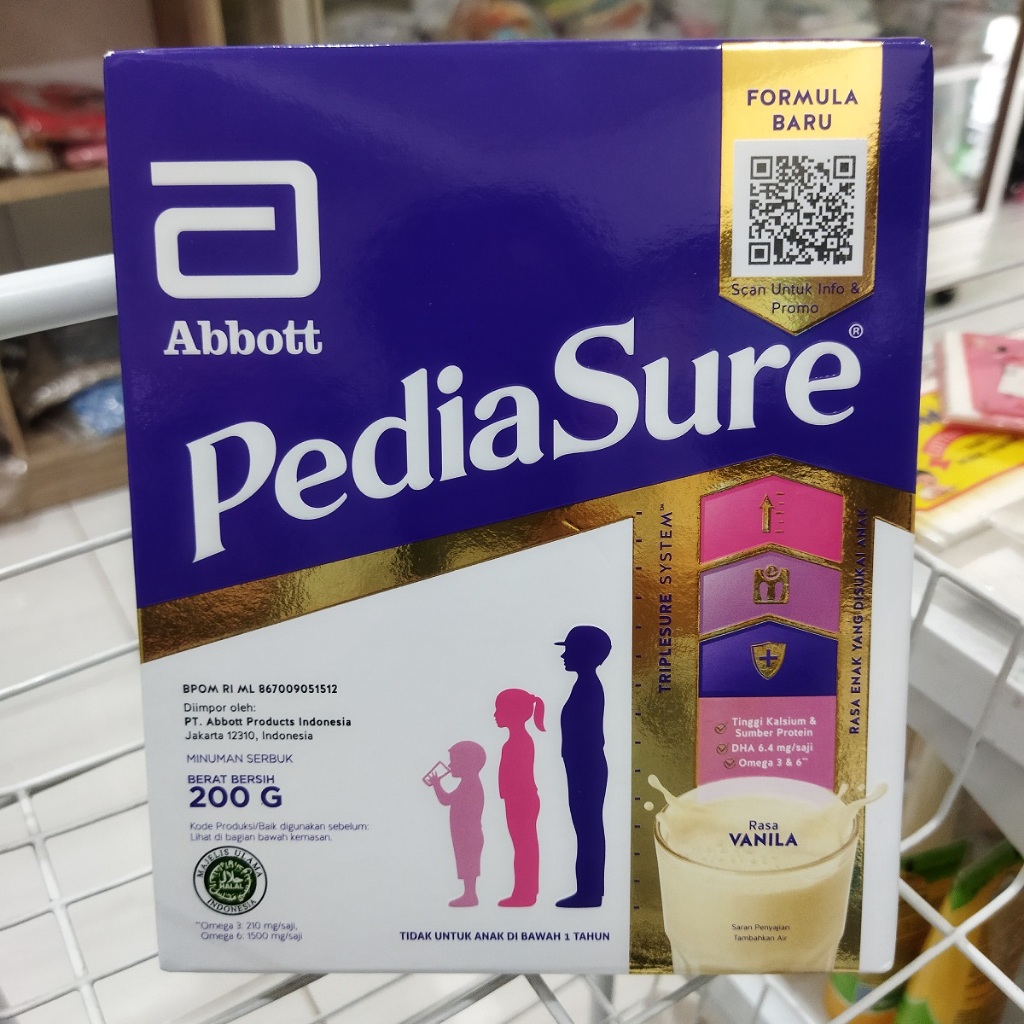 FORMULA
BARU
Scan Untuk Info &
Promo
Abbott
PediaSure®
TRIPLESURE SYSTEM™
RASA ENAK YANG DISUKAI ANAK
Tinggi Kalsium &
Sumber Protein
DHA 6.4 mg/saji
Omega 3 & 6**
Rasa
VANILA
Saran Penyajian
Tambahkan Air
BPOM RI ML 867009051512
Diimpor oleh:
PT. Abbott Products Indonesia
Jakarta 12310, Indonesia
MINUMAN SERBUK
BERAT BERSIH
200 G
Kode Produksi/Baik digunakan sebelum:
Lihat di bagian bawah kemasan.
MAJELIS ULAMA
HALAL
INDONESIA
**Omega 3: 210 mg/saji,
Omega 6: 1500 mg/saji
TIDAK UNTUK ANAK DI BAWAH 1 TAHUN